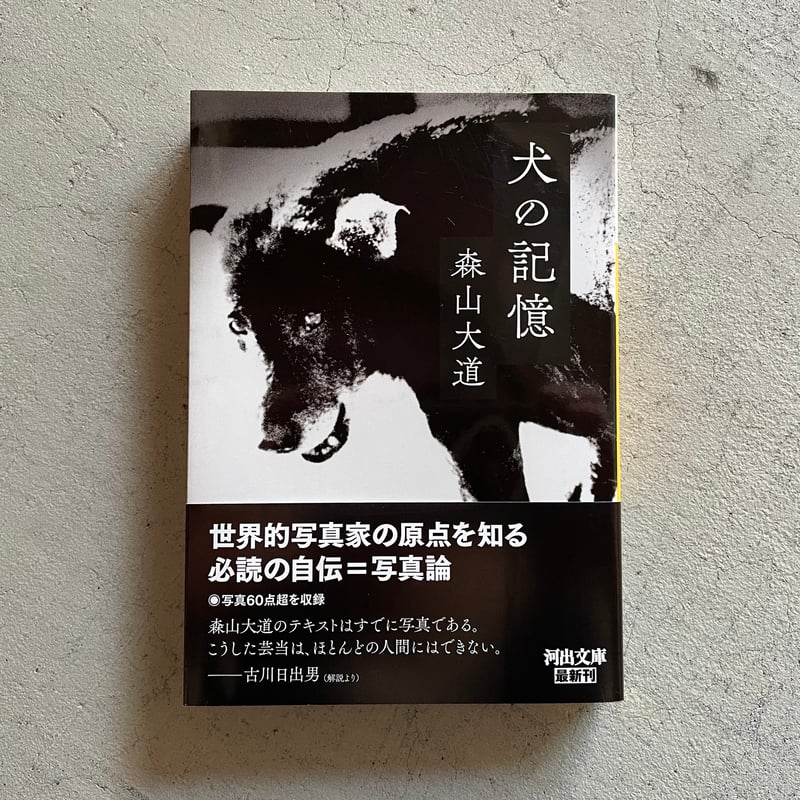 犬の記憶
森山大道
世界的写真家の原点を知る
必読の自伝=写真論
◉写真60点超を収録
森山大道のテキストはすでに写真である。
こうした芸当は、ほとんどの人間にはできない。
——古川日出男(解説より)
河出文庫
最新刊